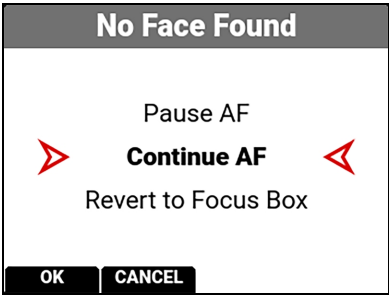 No Face Found
Pause AF
Continue AF
Revert to Focus Box
OK CANCEL